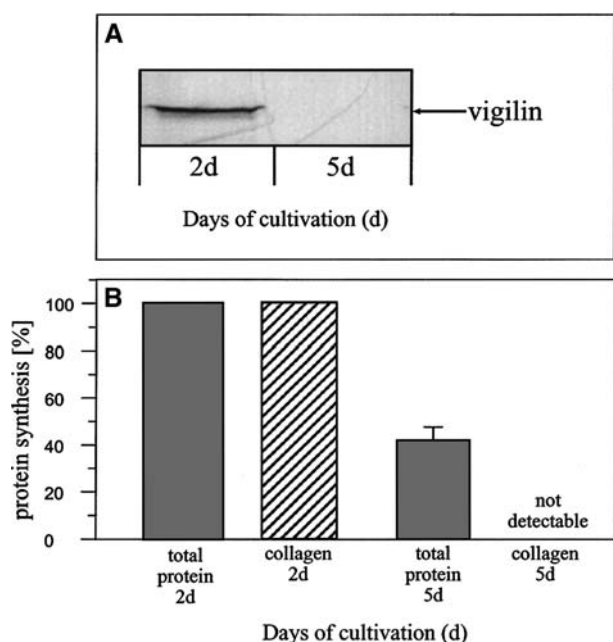 A
vigilin
2d 5d
Days of cultivation (d)
B
protein synthesis [%]
100
80
60
40
20
0
not
detectable
total collagen total collagen
protein 2d protein 5d
2d 5d
Days of cultivation (d)